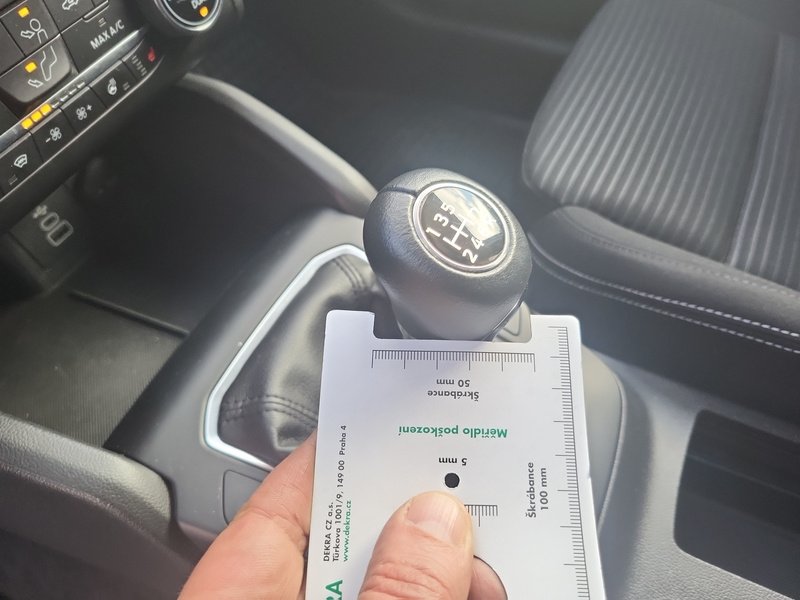 MAX A/C
1 3 5
2 4
50 mm
Škrábance
Měřidlo poškození
5 mm
Škrábance
100 mm
DEKRA CZ a.s.
Türkova 1001/9, 149 00 Praha 4
www.dekra.cz
RA